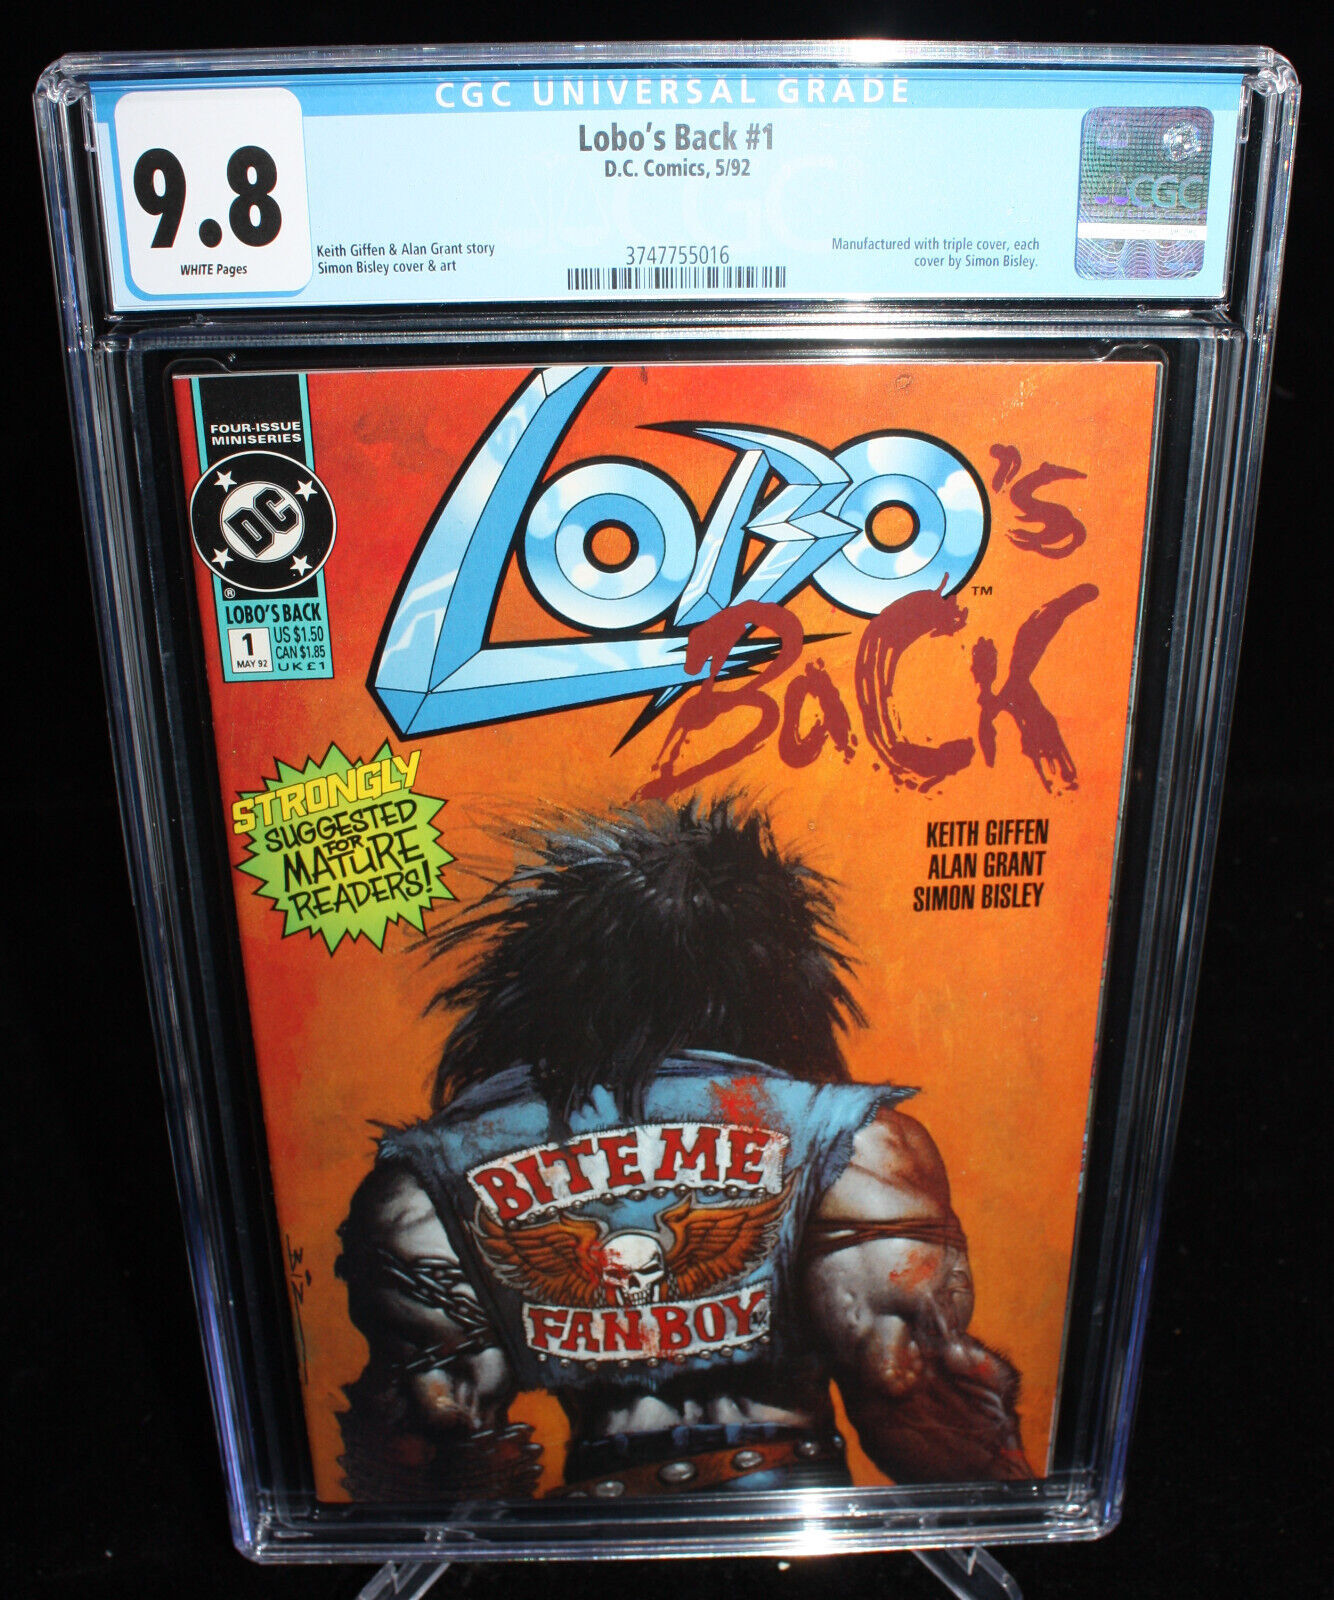 CGC UNIVERSAL GRADE
9.8
WHITE Pages
Lobo's Back #1
D.C. Comics, 5/92
Keith Giffen & Alan Grant story
Simon Bisley cover & art
3747755016
Manufactured with triple cover, each
cover by Simon Bisley.
CGC
FOUR-ISSUE
MINISERIES
DC
®
LOBO'S BACK
1
MAY 92
US $1.50
CAN $1.85
UK £1
LOBO'S
TM
BACK
STRONGLY
SUGGESTED
FOR
MATURE
READERS!
KEITH GIFFEN
ALAN GRANT
SIMON BISLEY
BITE ME
FAN BOY